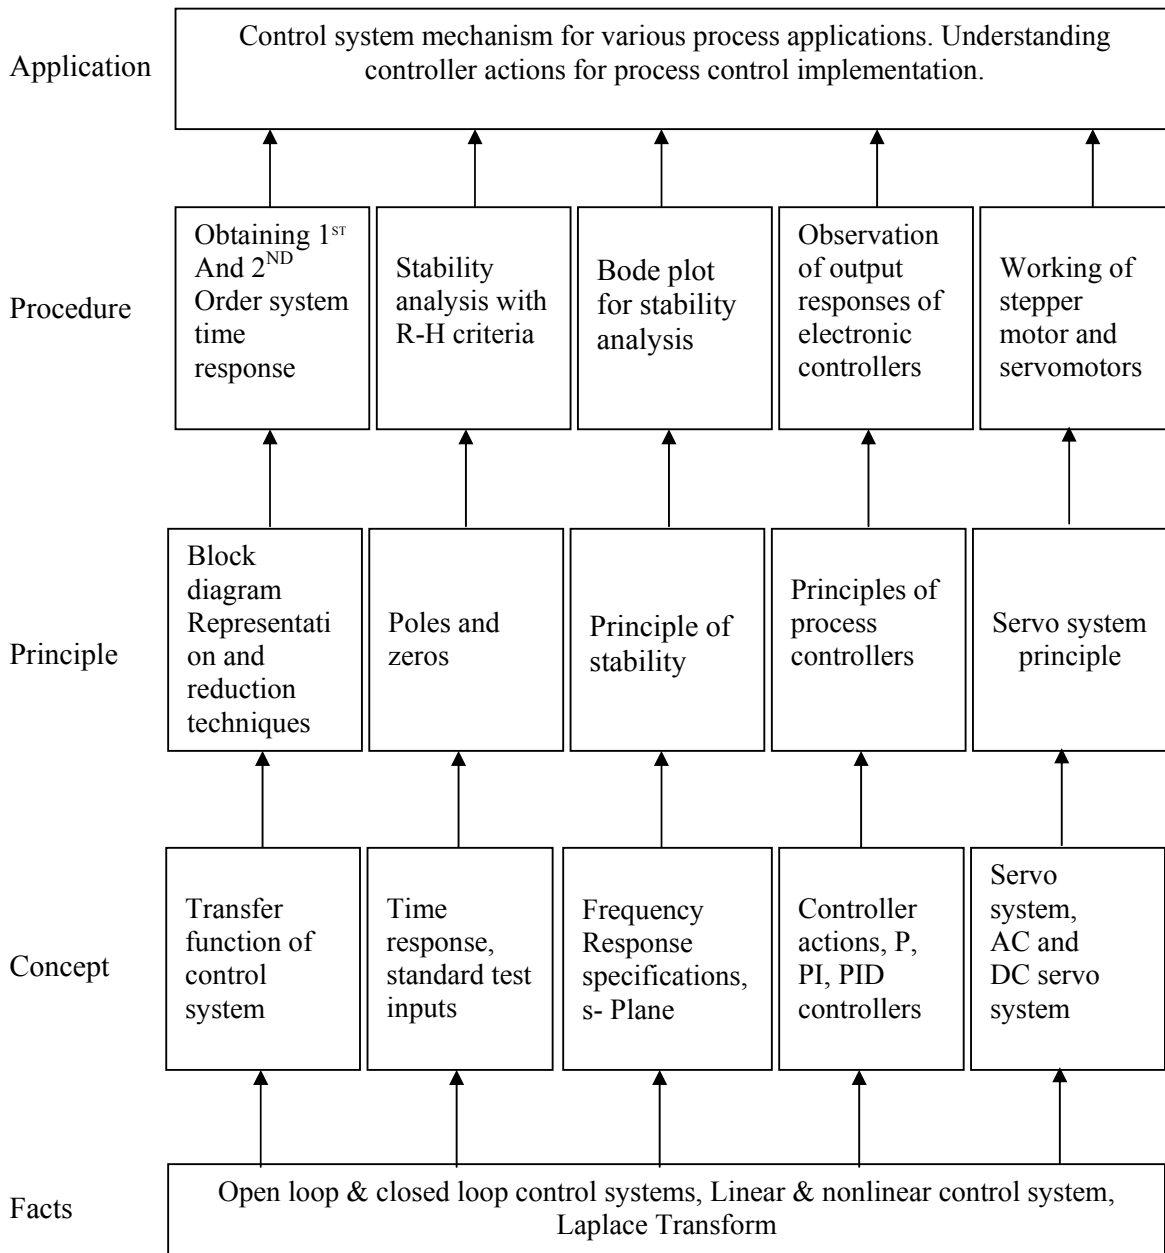 Application
Control system mechanism for various process applications. Understanding
controller actions for process control implementation.
Procedure
Obtaining 1ST
And 2ND
Order system
time
response
Stability
analysis with
R-H criteria
Bode plot
for stability
analysis
Observation
of output
responses of
electronic
controllers
Working of
stepper
motor and
servomotors
Principle
Block
diagram
Representati
on and
reduction
techniques
Poles and
zeros
Principle of
stability
Principles of
process
controllers
Servo system
principle
Concept
Transfer
function of
control
system
Time
response,
standard test
inputs
Frequency
Response
specifications,
s- Plane
Controller
actions, P,
PI, PID
controllers
Servo
system,
AC and
DC servo
system
Facts
Open loop & closed loop control systems, Linear & nonlinear control system,
Laplace Transform